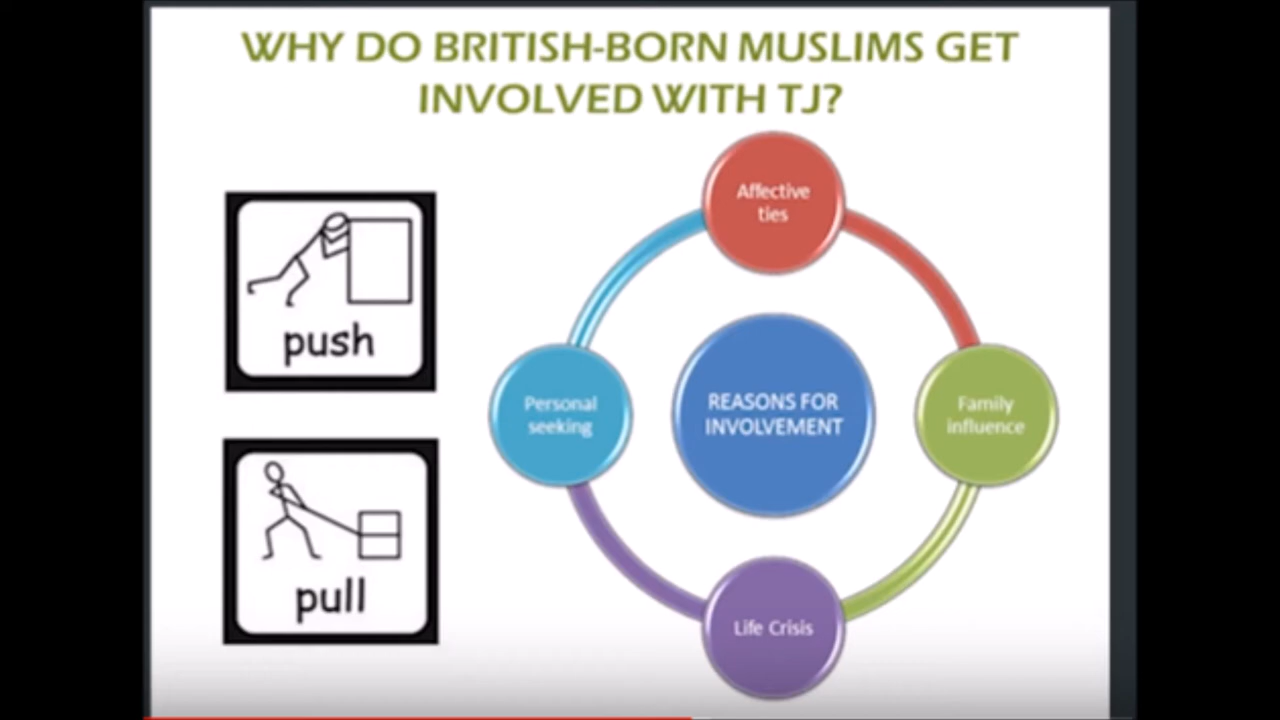 WHY DO BRITISH-BORN MUSLIMS GET
INVOLVED WITH TJ?
push
pull
Affective
ties
Personal
seeking
REASONS FOR
INVOLVEMENT
Family
influence
Life Crisis